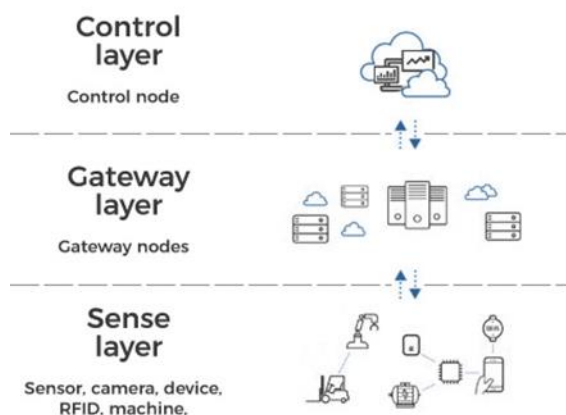 Control
layer
Control node
Gateway
layer
Gateway nodes
Sense
layer
Sensor, camera, device,
RFID, machine,